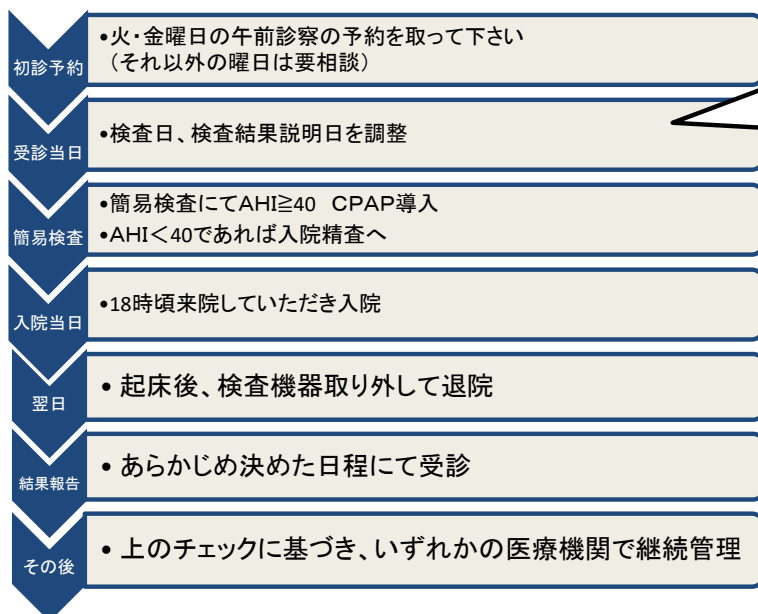 初診予約
•火・金曜日の午前診察の予約を取って下さい
（それ以外の曜日は要相談）
受診当日
•検査日、検査結果説明日を調整
簡易検査
•簡易検査にてAHI≧40　CPAP導入
•AHI＜40であれば入院精査へ
入院当日
•18時頃来院していただき入院
翌日
• 起床後、検査機器取り外して退院
結果報告
• あらかじめ決めた日程にて受診
その後
• 上のチェックに基づき、いずれかの医療機関で継続管理